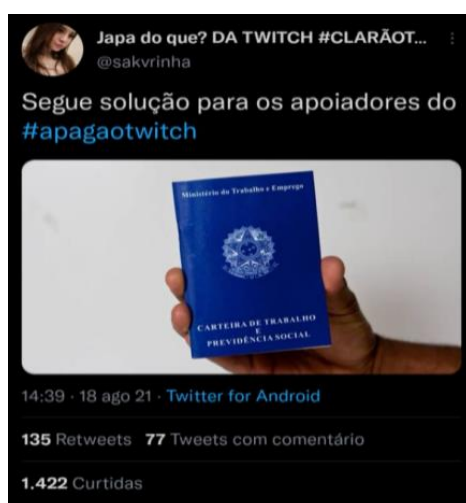 Japa do que? DA TWITCH #CLARÃOT...
@sakvrinha
Segue solução para os apoiadores do
#apagaotwitch
Ministério do Trabalho e Emprego
CARTEIRA DE TRABALHO
E
PREVIDÊNCIA SOCIAL
14:39 · 18 ago 21 · Twitter for Android
135 Retweets 77 Tweets com comentário
1.422 Curtidas